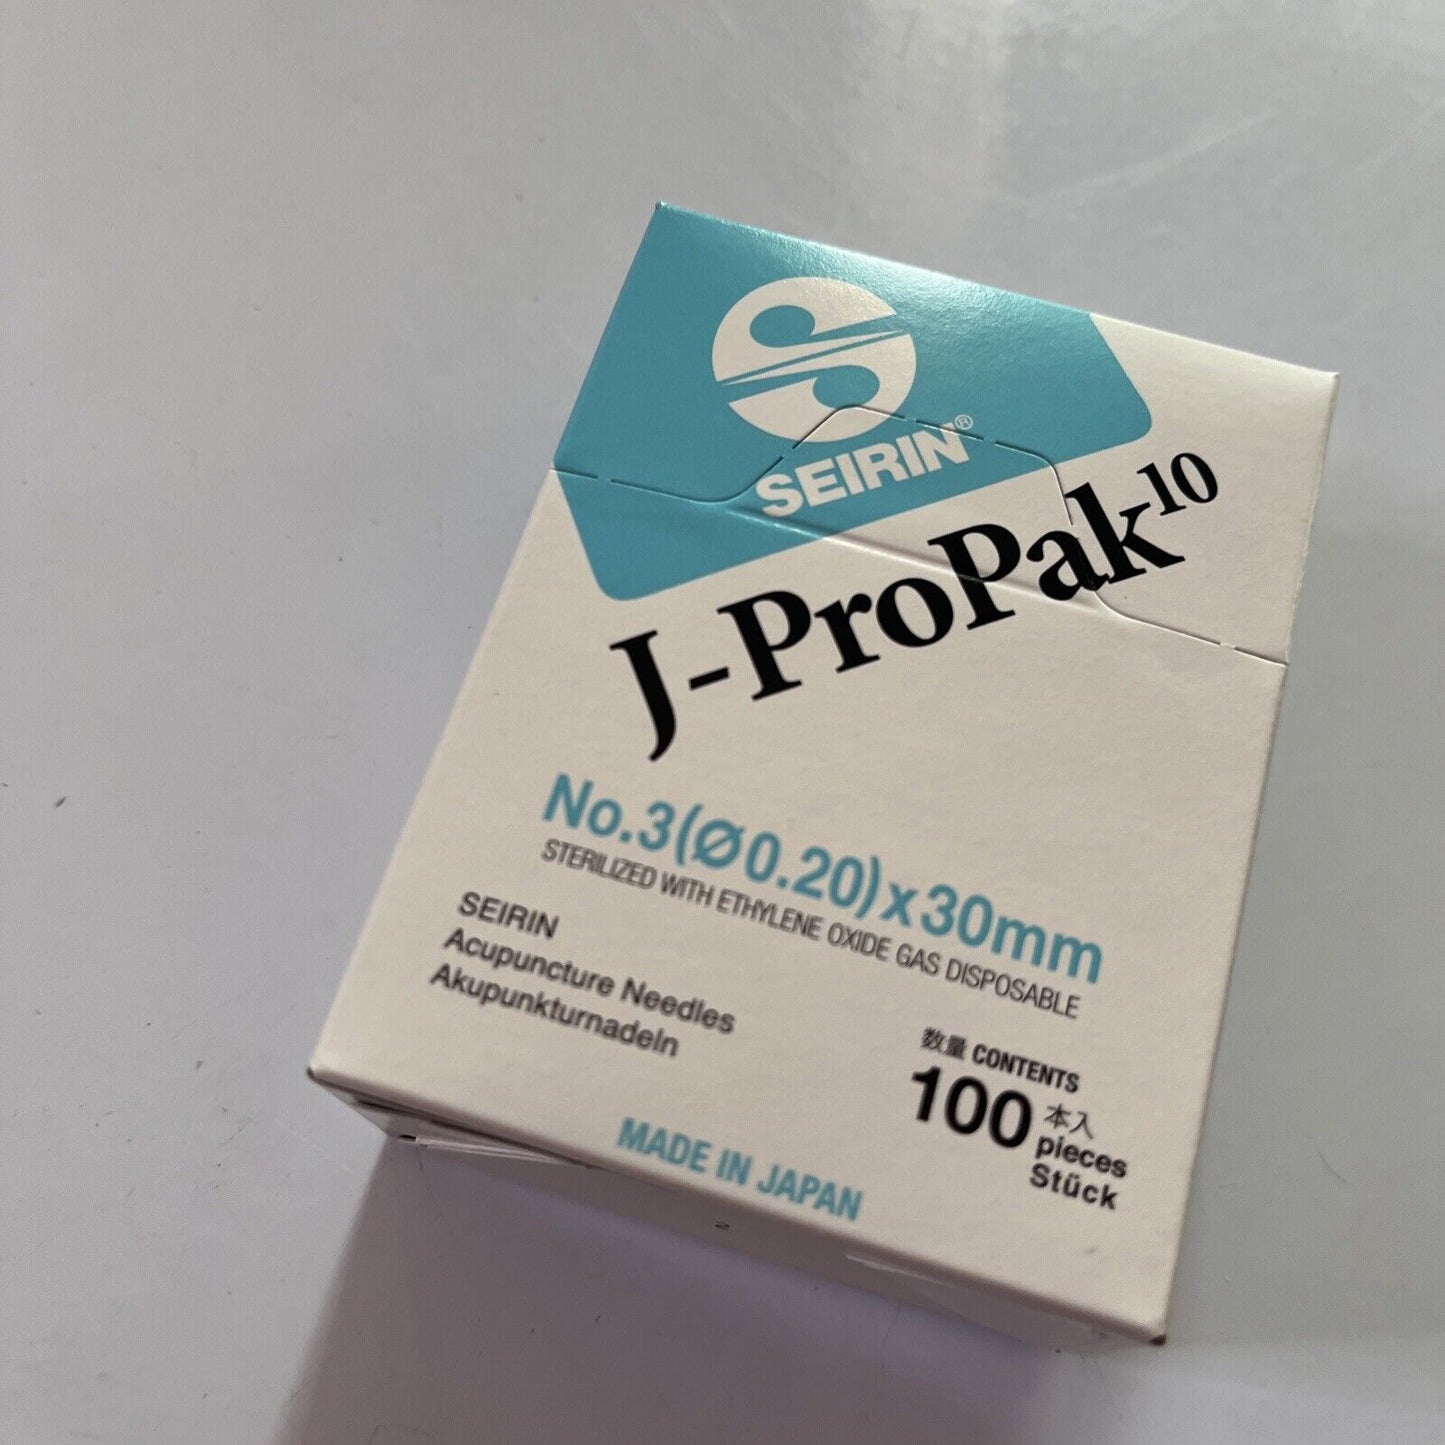 SEIRIN®
J-ProPak10
No.3(Ø0.20)x30mm
STERILIZED WITH ETHYLENE OXIDE GAS DISPOSABLE
SEIRIN
Acupuncture Needles
Akupunkturnadeln
数量 CONTENTS
100 本入
pieces
Stück
MADE IN JAPAN
2